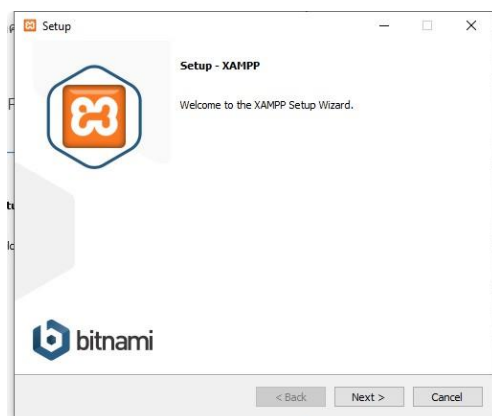 Setup
Setup - XAMPP
Welcome to the XAMPP Setup Wizard.
bitnami
< Back
Next >
Cancel